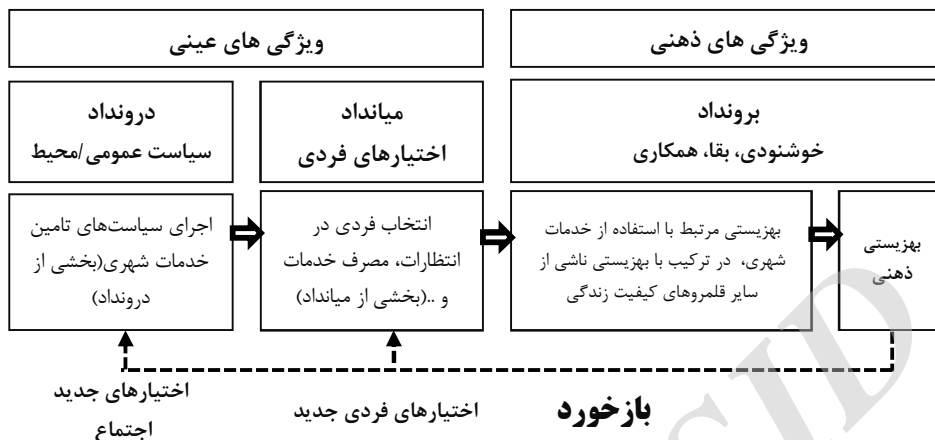 ویژگی های ذهنی
ویژگی های عینی
برونداد
خوشنودی، بقا، همکاری
میانداد
اختیارهای فردی
درونداد
سیاست عمومی/محیط
بهزیستی
ذهنی
بهزیستی مرتبط با استفاده از خدمات
شهری، در ترکیب با بهزیستی ناشی از
سایر قلمروهای کیفیت زندگی
انتخاب فردی در
انتظارات، مصرف خدمات
و ..(بخشی از میانداد)
اجرای سیاست‌های تامین
خدمات شهری(بخشی از
درونداد)
بازخورد
اختیارهای فردی جدید
اختیارهای جدید
اجتماع
SID